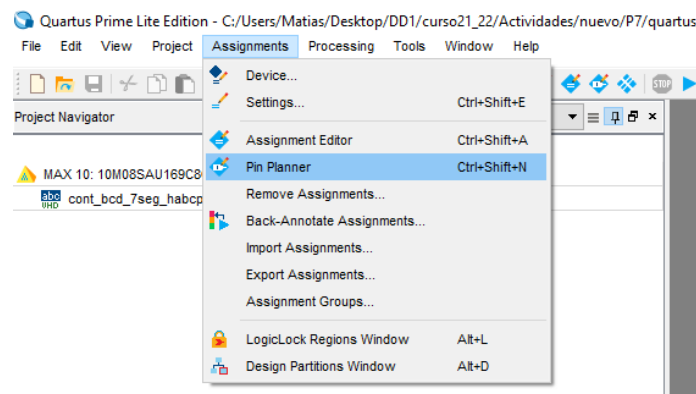 Quartus Prime Lite Edition - C:/Users/Matias/Desktop/DD1/curso21_22/Actividades/nuevo/P7/quartus
File Edit View Project Assignments Processing Tools Window Help
STOP
Project Navigator
MAX 10: 10M08SAU169C8
abc
VHD
cont_bcd_7seg_habcp
Device...
Settings... Ctrl+Shift+E
Assignment Editor Ctrl+Shift+A
Pin Planner Ctrl+Shift+N
Remove Assignments...
Back-Annotate Assignments...
Import Assignments...
Export Assignments...
Assignment Groups...
LogicLock Regions Window Alt+L
Design Partitions Window Alt+D